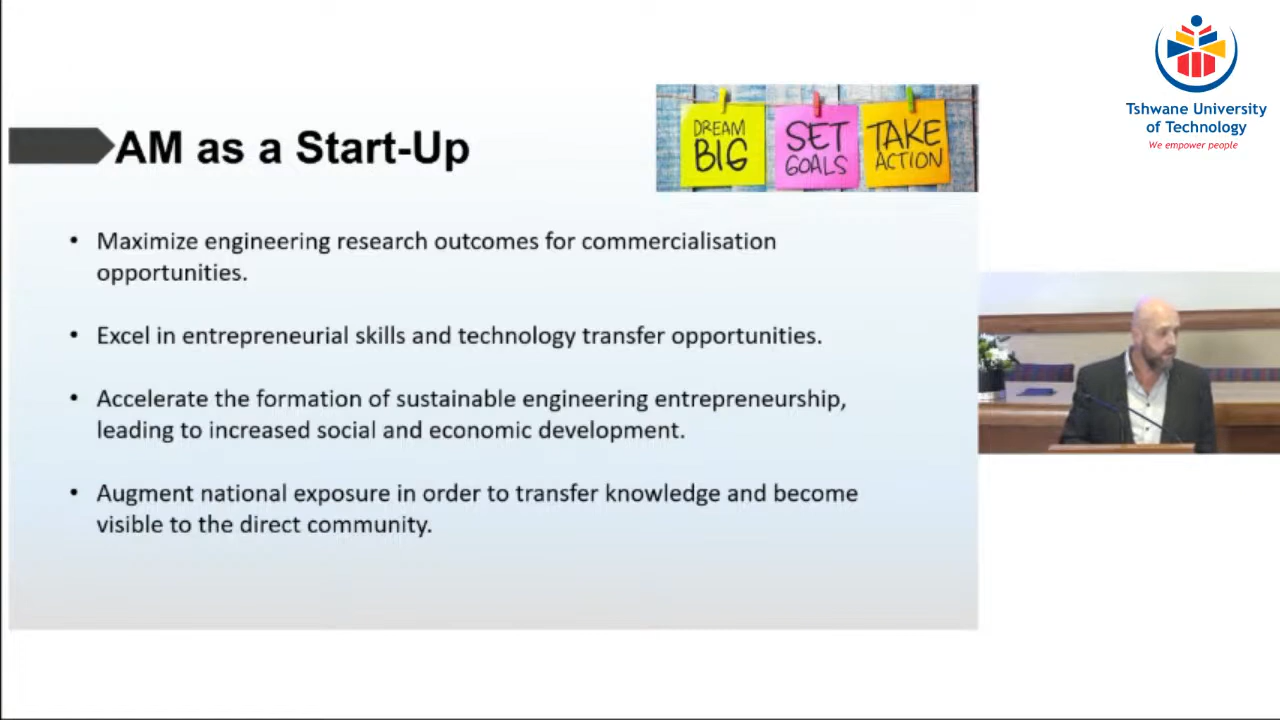 AM as a Start-Up
DREAM
BIG
SET
GOALS
TAKE
ACTION
Tshwane University
of Technology
We empower people
• Maximize engineering research outcomes for commercialisation
opportunities.
• Excel in entrepreneurial skills and technology transfer opportunities.
• Accelerate the formation of sustainable engineering entrepreneurship,
leading to increased social and economic development.
• Augment national exposure in order to transfer knowledge and become
visible to the direct community.